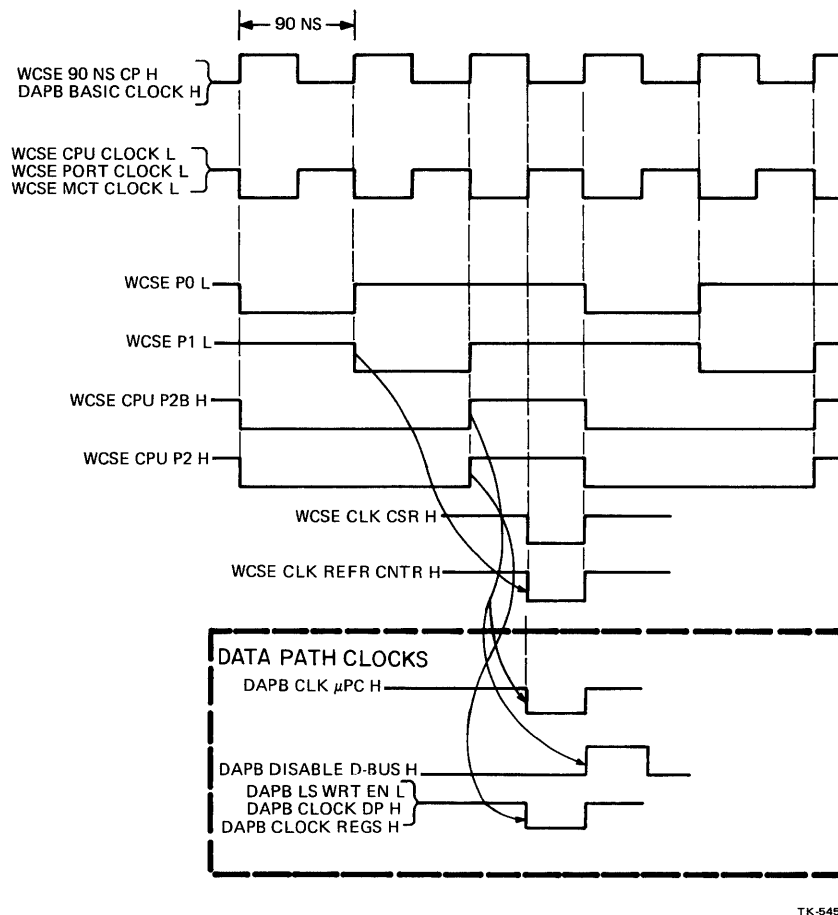 90 NS
WCSE 90 NS CP H
DAPB BASIC CLOCK H
WCSE CPU CLOCK L
WCSE PORT CLOCK L
WCSE MCT CLOCK L
WCSE P0 L
WCSE P1 L
WCSE CPU P2B H
WCSE CPU P2 H
WCSE CLK CSR H
WCSE CLK REFR CNTR H
DATA PATH CLOCKS
DAPB CLK µPC H
DAPB DISABLE D-BUS H
DAPB LS WRT EN L
DAPB CLOCK DP H
DAPB CLOCK REGS H
TK-545